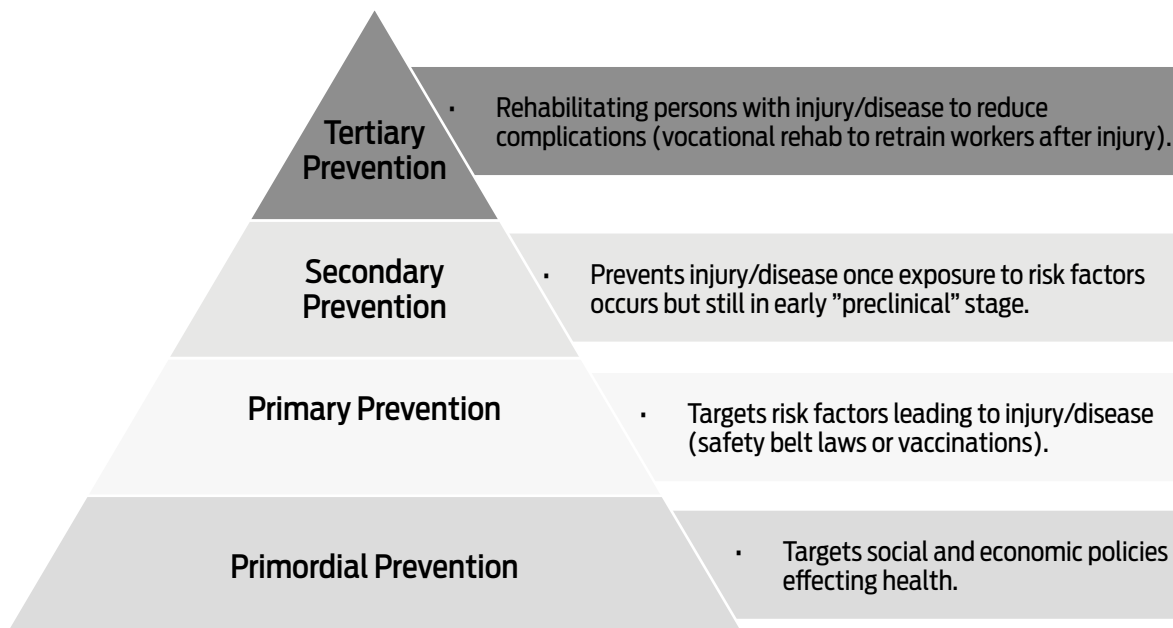 Tertiary
Prevention
· Rehabilitating persons with injury/disease to reduce
complications (vocational rehab to retrain workers after injury).
Secondary
Prevention
· Prevents injury/disease once exposure to risk factors
occurs but still in early ”preclinical” stage.
Primary Prevention
· Targets risk factors leading to injury/disease
(safety belt laws or vaccinations).
Primordial Prevention
· Targets social and economic policies
effecting health.